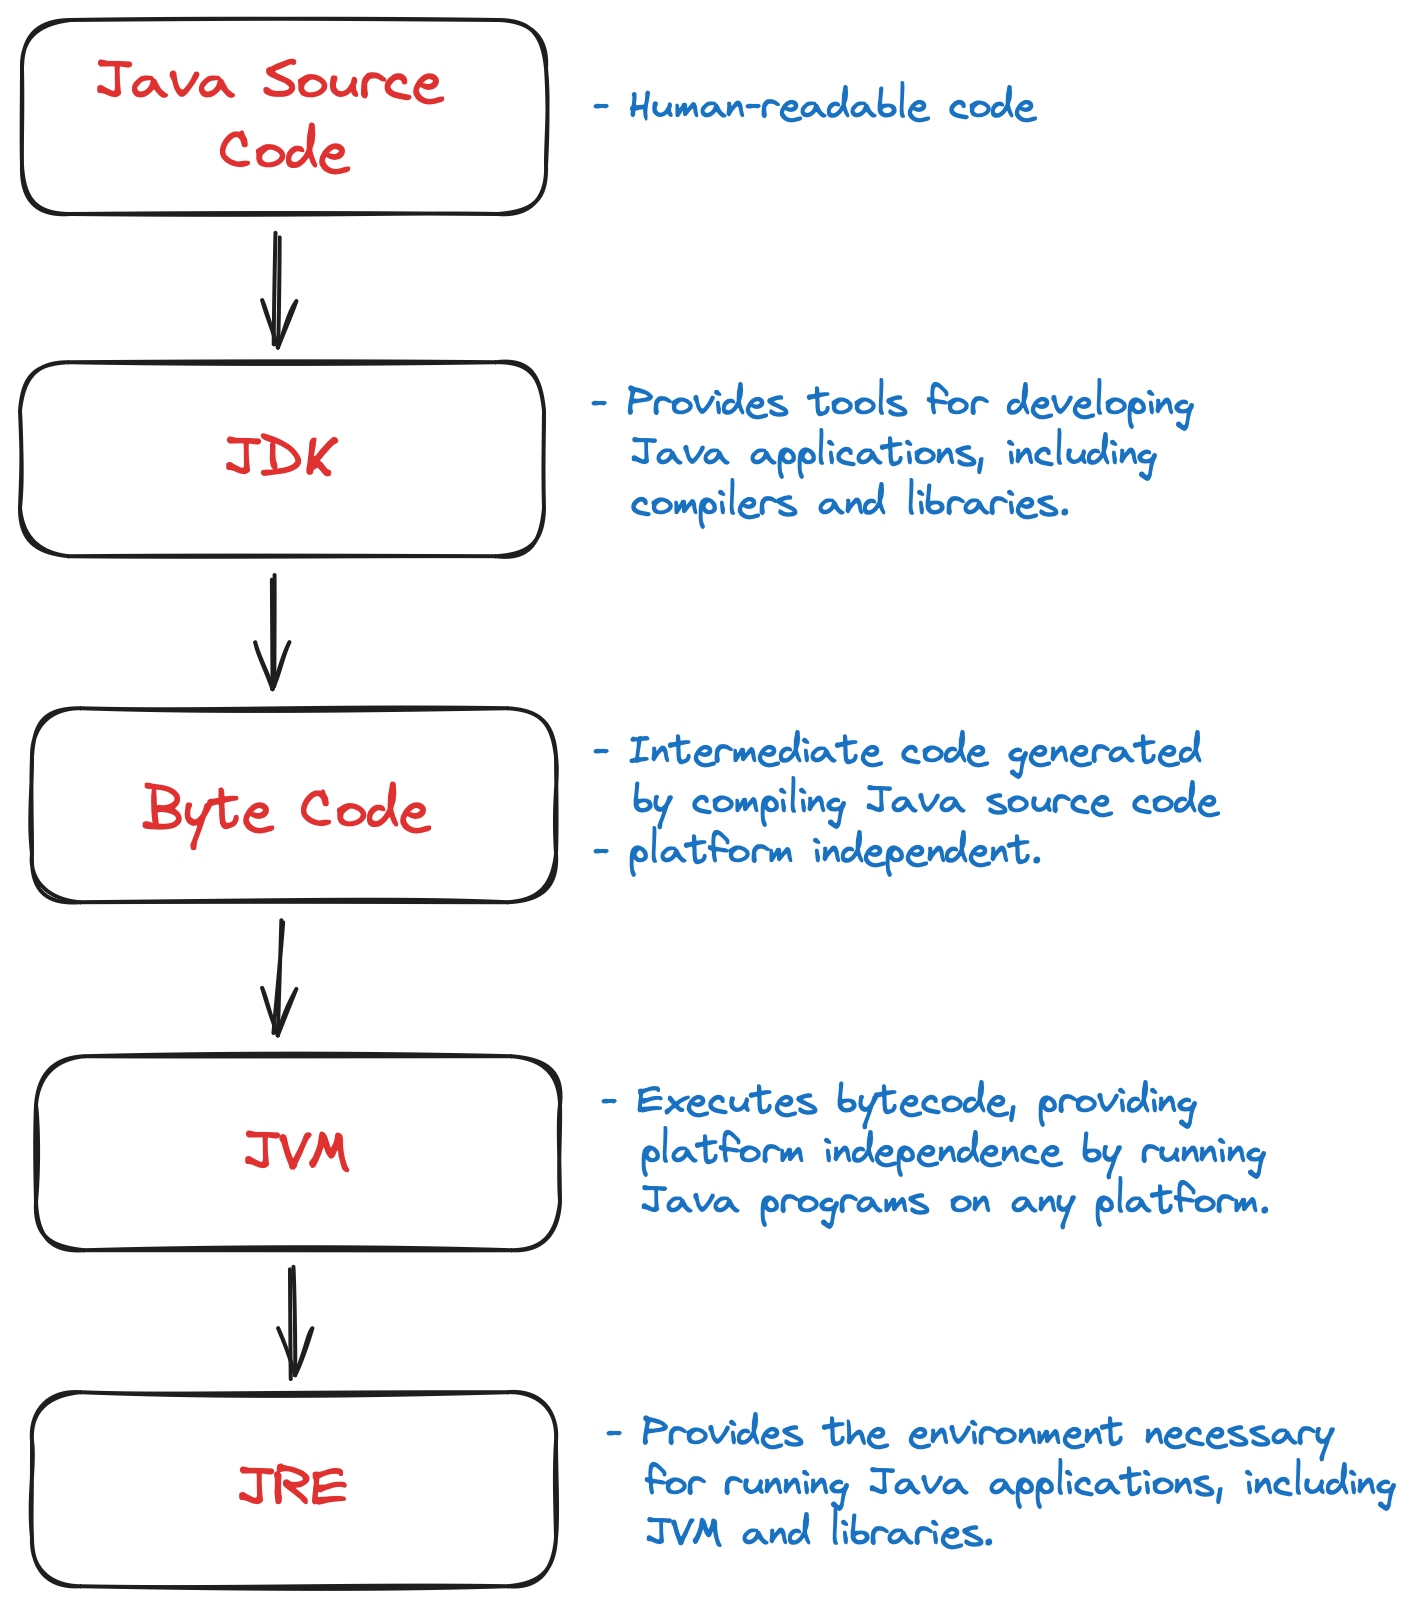 Java Source
Code
- Human-readable code
JDK
- Provides tools for developing
Java applications, including
compilers and libraries.
Byte Code
- Intermediate code generated
by compiling Java source code
- platform independent.
JVM
- Executes bytecode, providing
platform independence by running
Java programs on any platform.
JRE
- Provides the environment necessary
for running Java applications, including
JVM and libraries.